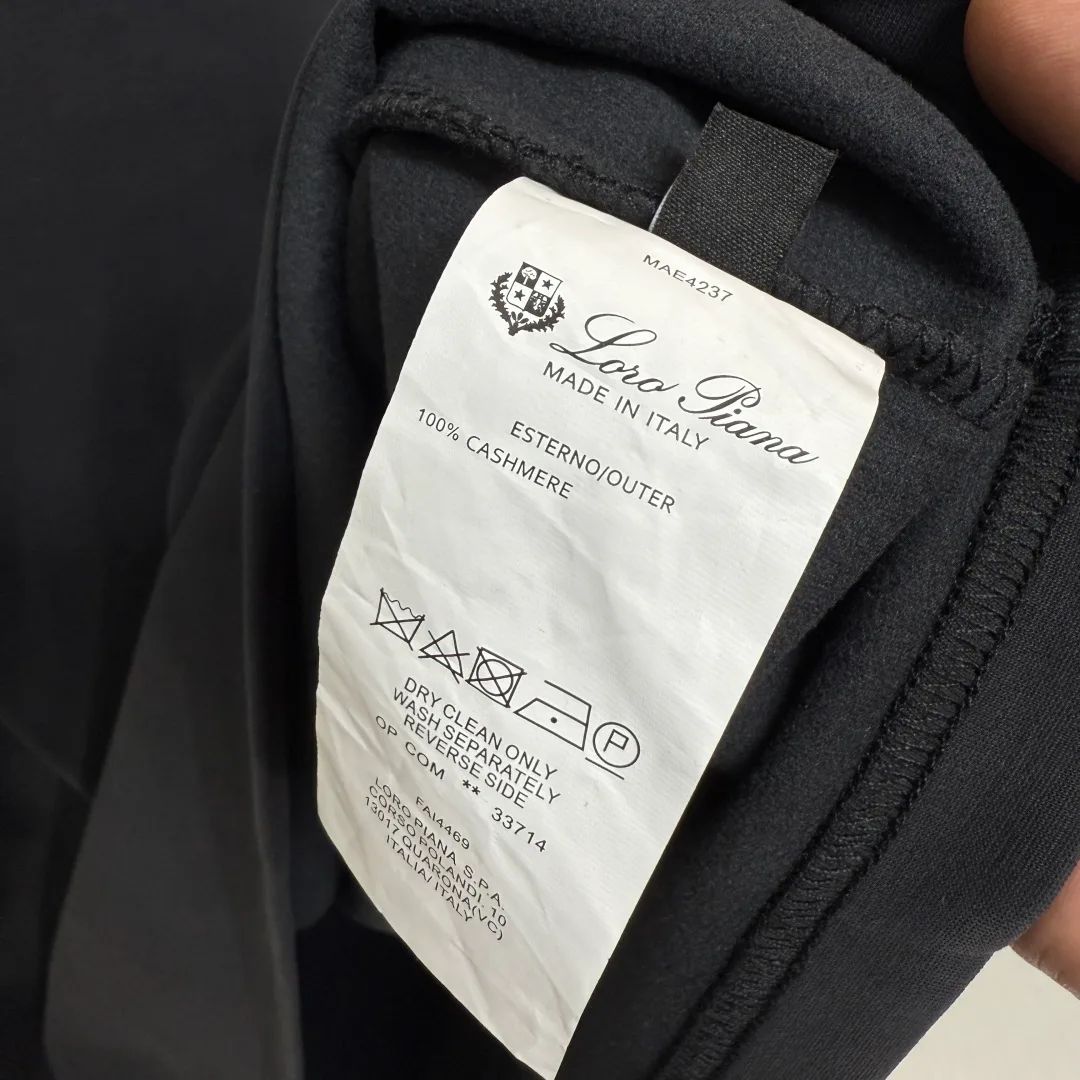 MAE4237
Loro Piana
MADE IN ITALY
ESTERNO/OUTER
100% CASHMERE
P
DRY CLEAN ONLY
WASH SEPARATELY
REVERSE SIDE
OP COM ** 33714
FAI4469
LORO PIANA S.P.A.
CORSO POLANDI.10
13017 QUARONA(VC)
ITALIA/ ITALY